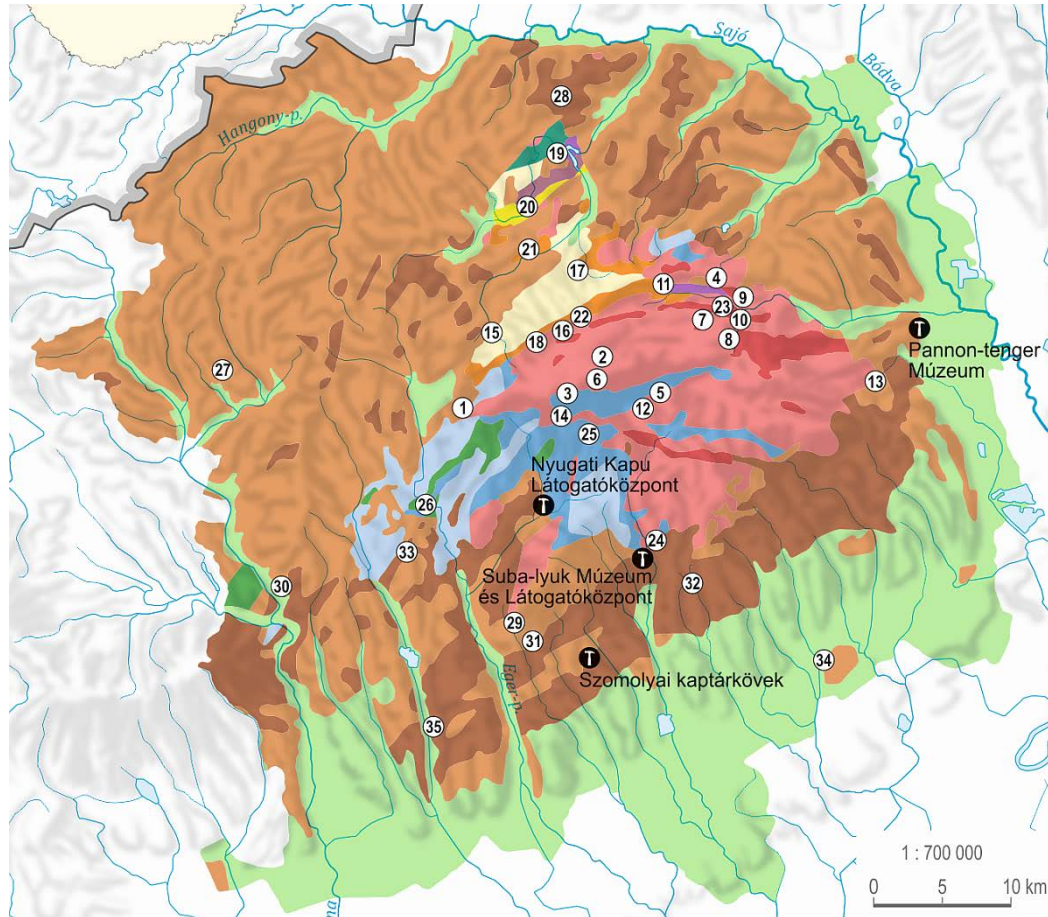 Sajó
Bódva
Hangony-p.
28
19
20
21
17
4
11
9
23
7
10
22
16
8
15
18
Pannon-tenger
Múzeum
2
27
6
13
3
5
1
12
14
25
Nyugati Kapu
Látogatóközpont
26
24
33
Suba-lyuk Múzeum
és Látogatóközpont
32
30
29
31
34
Szomolyai kaptárkövek
Eger-p.
35
1 : 700 000
0 5 10 km
na